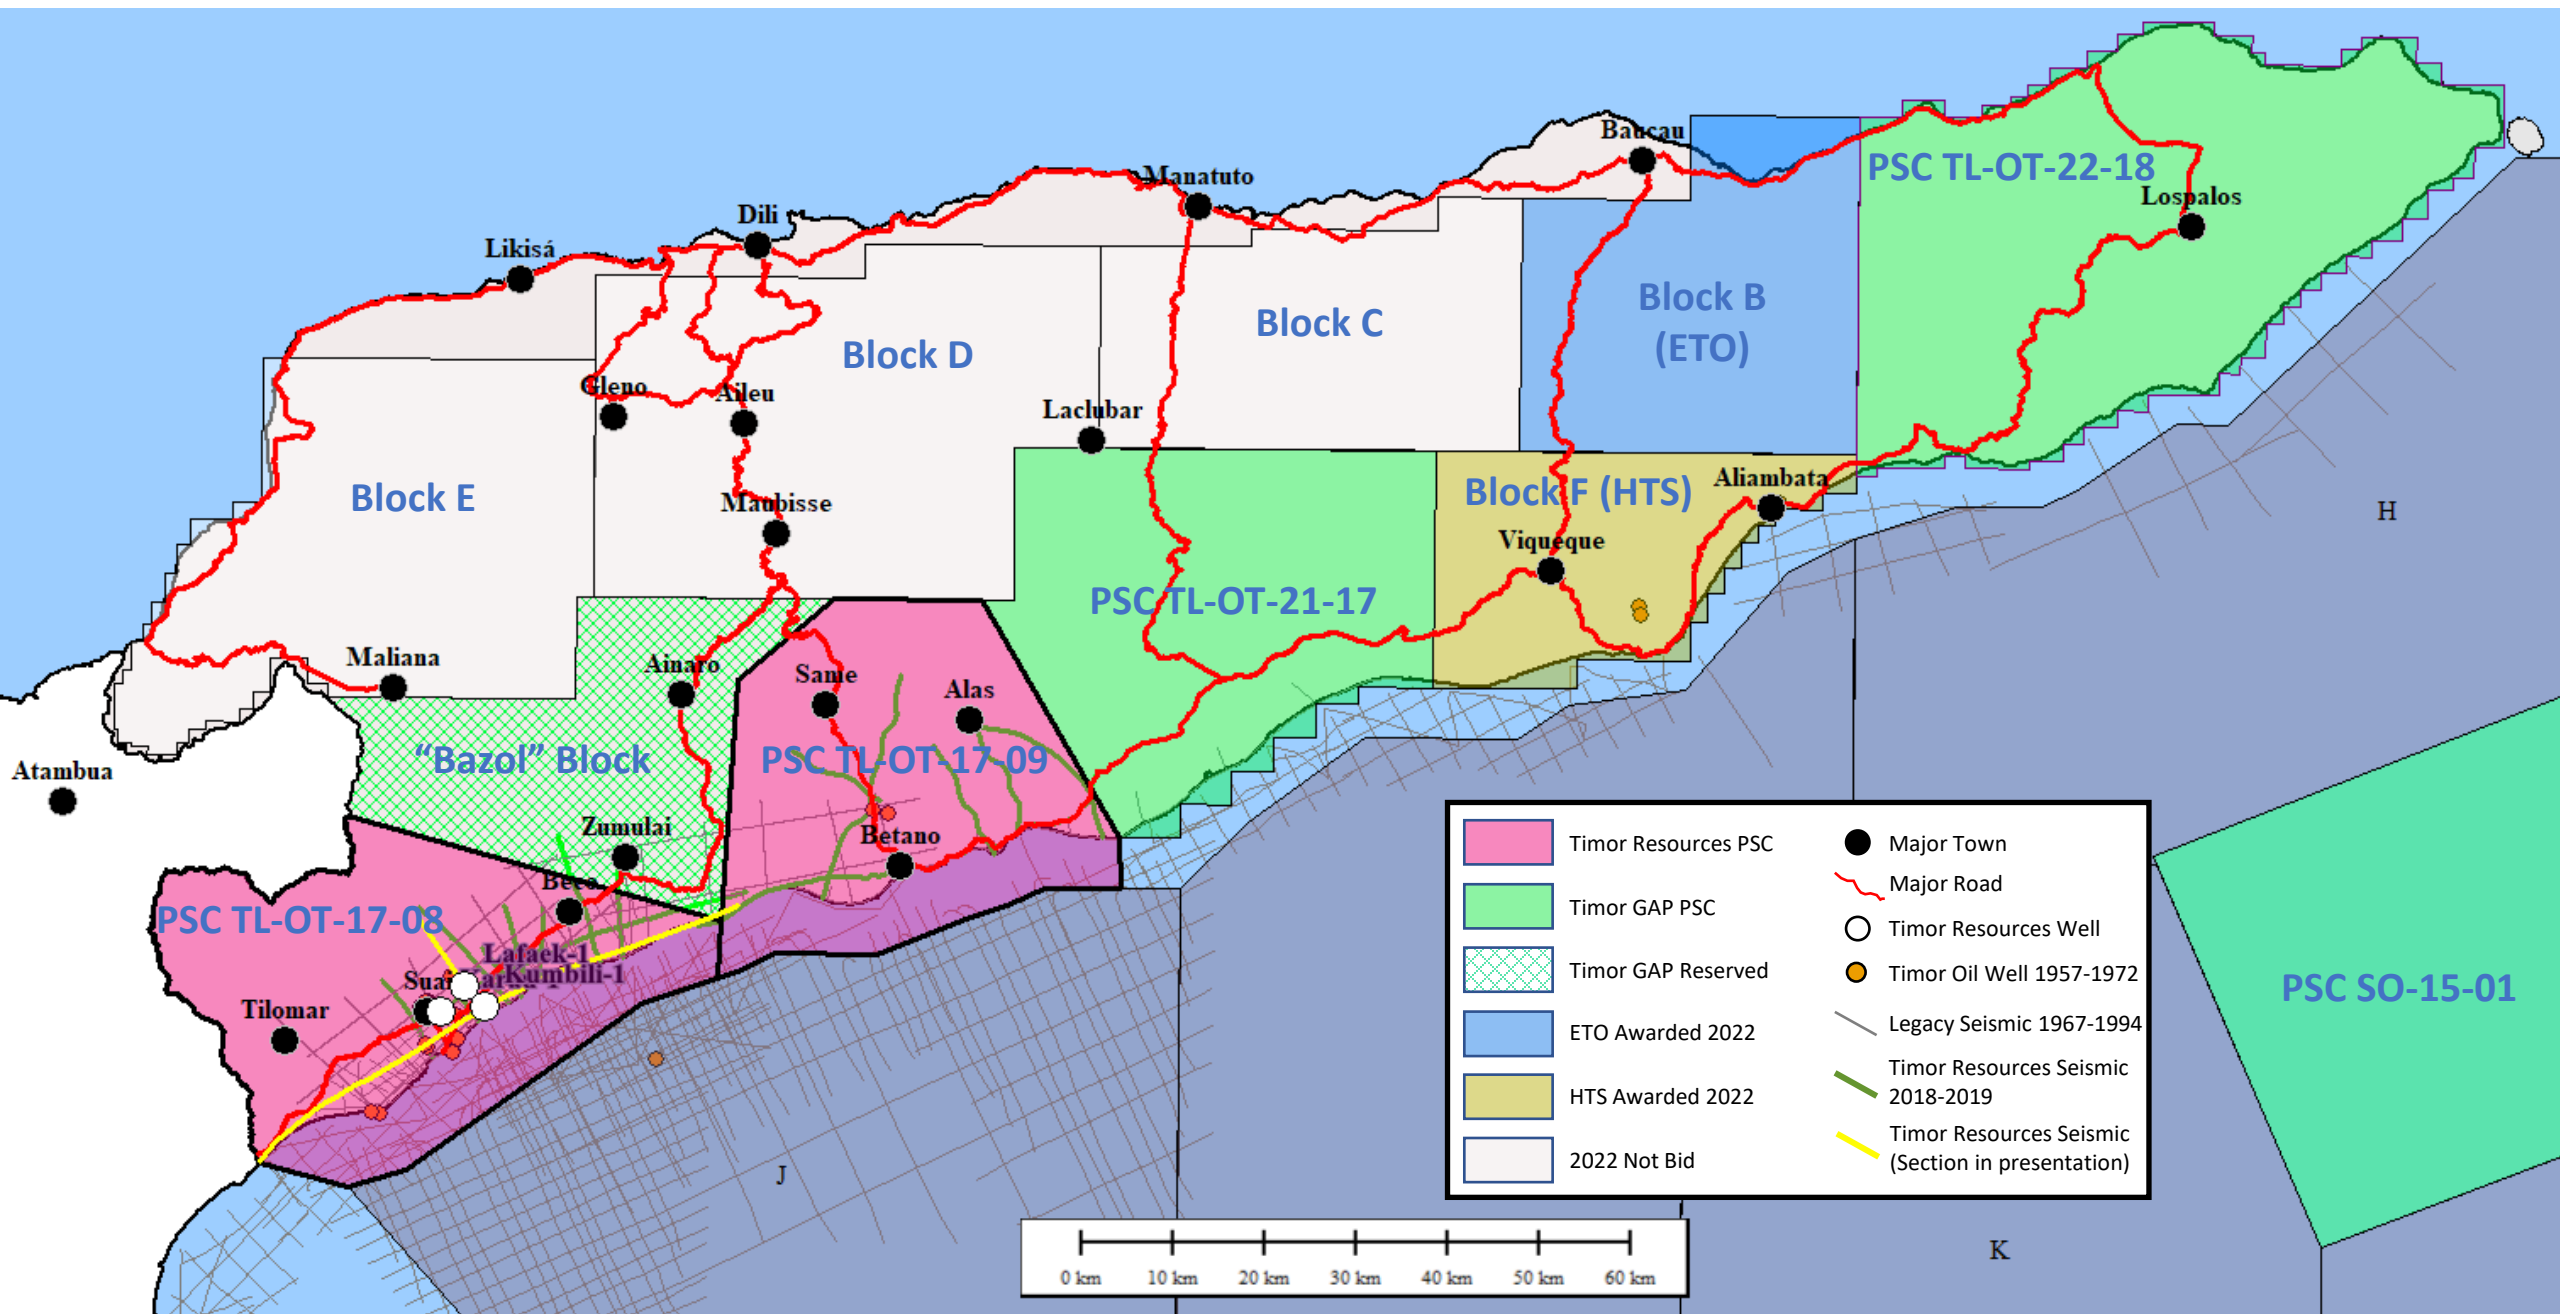 Baucau
PSC TL-OT-22-18
Manatuto
Lospalos
Dili
Likisá
Block B
(ETO)
Block C
Block D
Gleno
Aileu
Laclubar
Block E
Block F (HTS)
Aliambata
Maubisse
H
Viqueque
PSC TL-OT-21-17
Maliana
Ainaro
Same
Alas
"Bazol" Block
PSC TL-OT-17-09
Atambua
Zumulai
Betano
Beco
PSC TL-OT-17-08
Lafaek-1
Suai
Kumbili-1
Tilomar
PSC SO-15-01
J
K
Timor Resources PSC
Timor GAP PSC
Timor GAP Reserved
ETO Awarded 2022
HTS Awarded 2022
2022 Not Bid
Major Town
Major Road
Timor Resources Well
Timor Oil Well 1957-1972
Legacy Seismic 1967-1994
Timor Resources Seismic
2018-2019
Timor Resources Seismic
(Section in presentation)
0 km 10 km 20 km 30 km 40 km 50 km 60 km